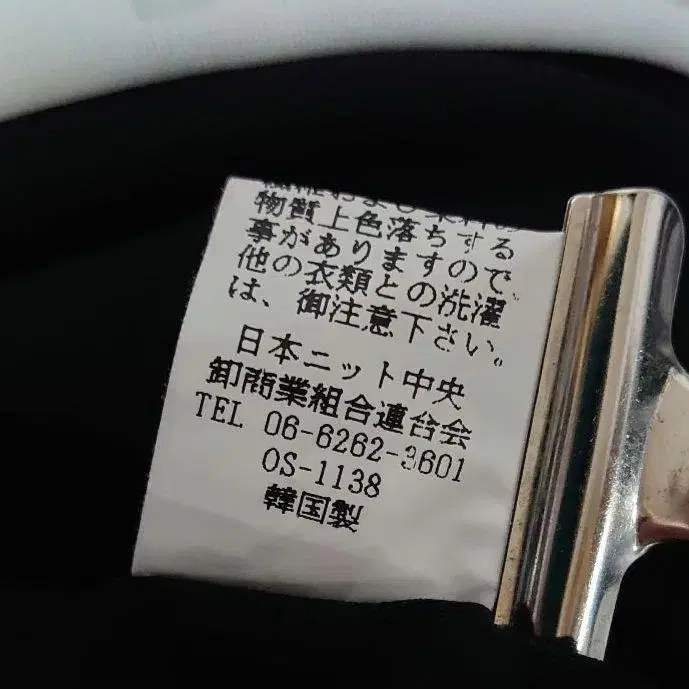 物質上色落ちする
事がありますので、
他の衣類との洗濯
は、御注意下さい。
日本ニット中央
卸商業組合連合会
TEL 06-6262-3601
OS-1138
韓国製